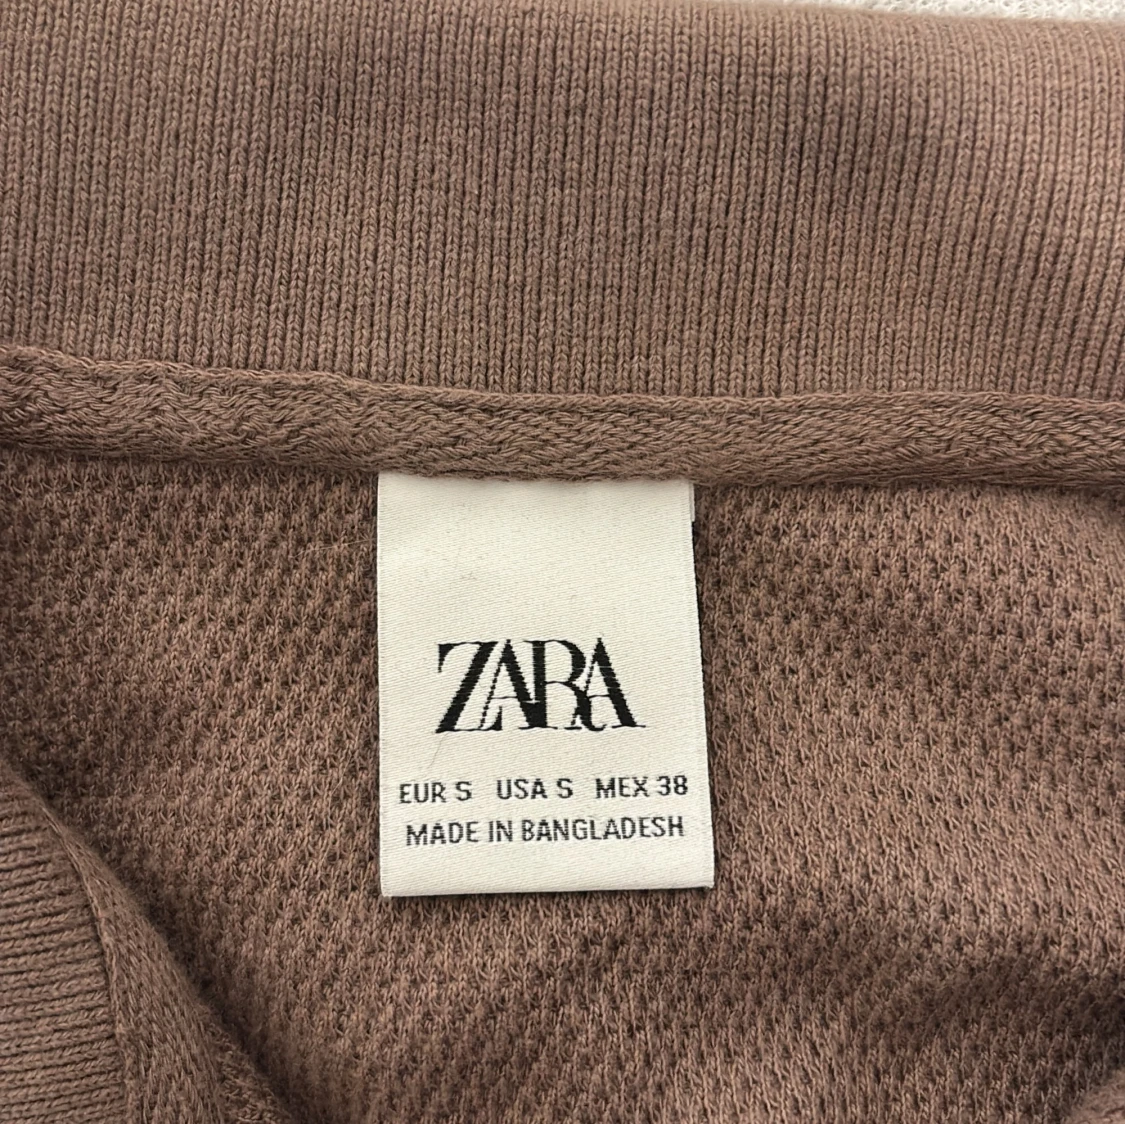 ZARA
EUR S USA S MEX 38
MADE IN BANGLADESH